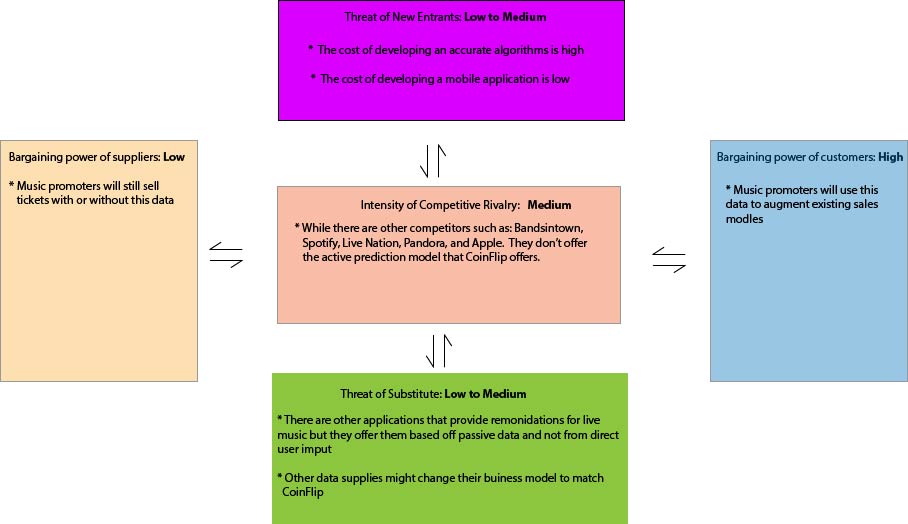 Threat of New Entrants: Low to Medium
* The cost of developing an accurate algorithms is high
* The cost of developing a mobile application is low
Bargaining power of suppliers: Low
* Music promoters will still sell
tickets with or without this data
Intensity of Competitive Rivalry: Medium
* While there are other competitors such as: Bandsintown,
Spotify, Live Nation, Pandora, and Apple. They don't offer
the active prediction model that CoinFlip offers.
Bargaining power of customers: High
* Music promoters will use this
data to augment existing sales
modles
Threat of Substitute: Low to Medium
* There are other applications that provide remonidations for live
music but they offer them based off passive data and not from direct
user imput
* Other data supplies might change their buiness model to match
CoinFlip